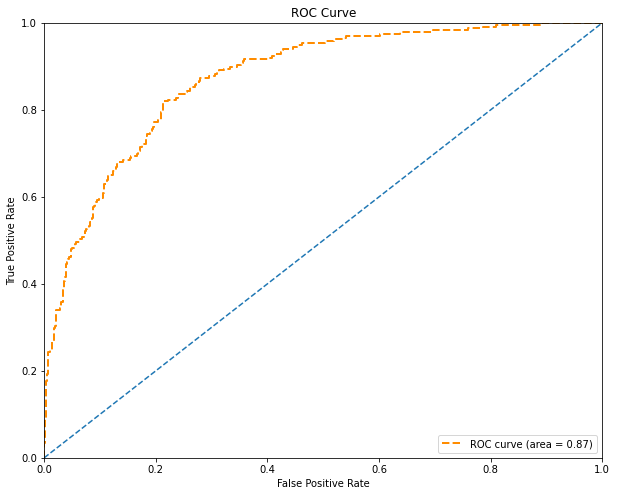 ROC Curve
True Positive Rate
1.0
0.8
0.6
0.4
0.2
0.0
0.0 0.2 0.4 0.6 0.8 1.0
False Positive Rate
ROC curve (area = 0.87)